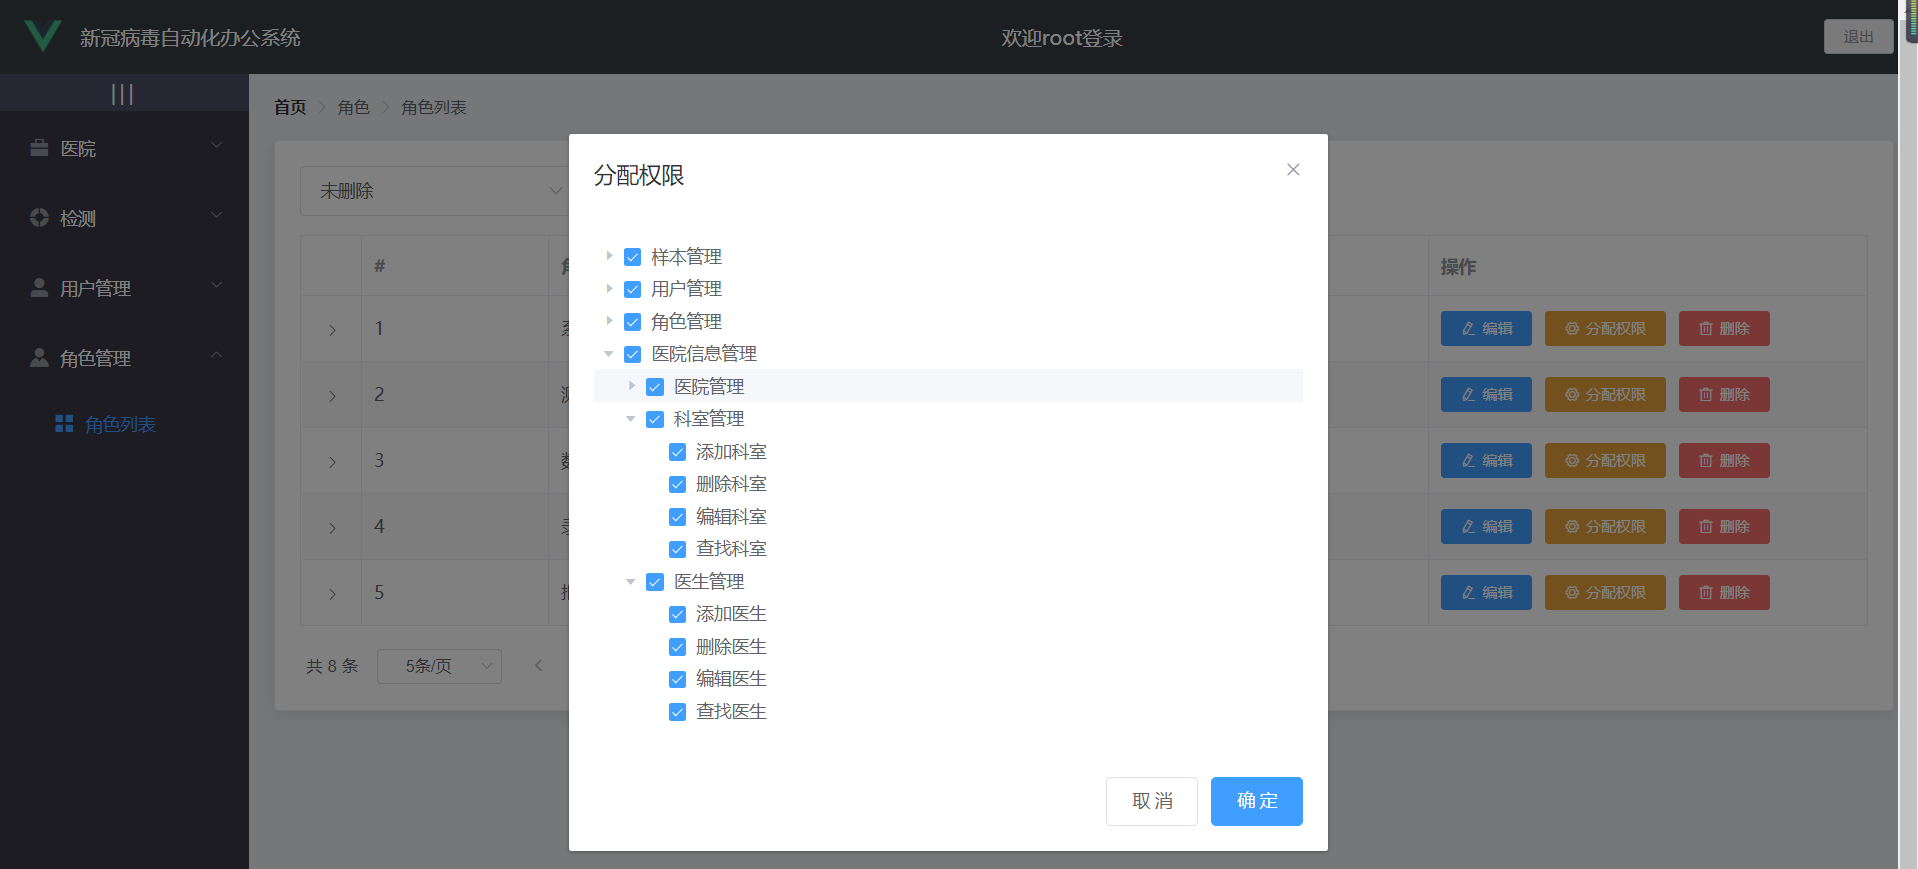 新冠病毒自动化办公系统
欢迎root登录
退出
|||
首页 角色 角色列表
医院
检测
用户管理
角色管理
角色列表
未删除
# 操作
1 编辑 分配权限 删除
2 编辑 分配权限 删除
3 编辑 分配权限 删除
4 编辑 分配权限 删除
5 编辑 分配权限 删除
共 8 条 5条/页
分配权限
样本管理
用户管理
角色管理
医院信息管理
医院管理
科室管理
添加科室
删除科室
编辑科室
查找科室
医生管理
添加医生
删除医生
编辑医生
查找医生
取 消 确 定